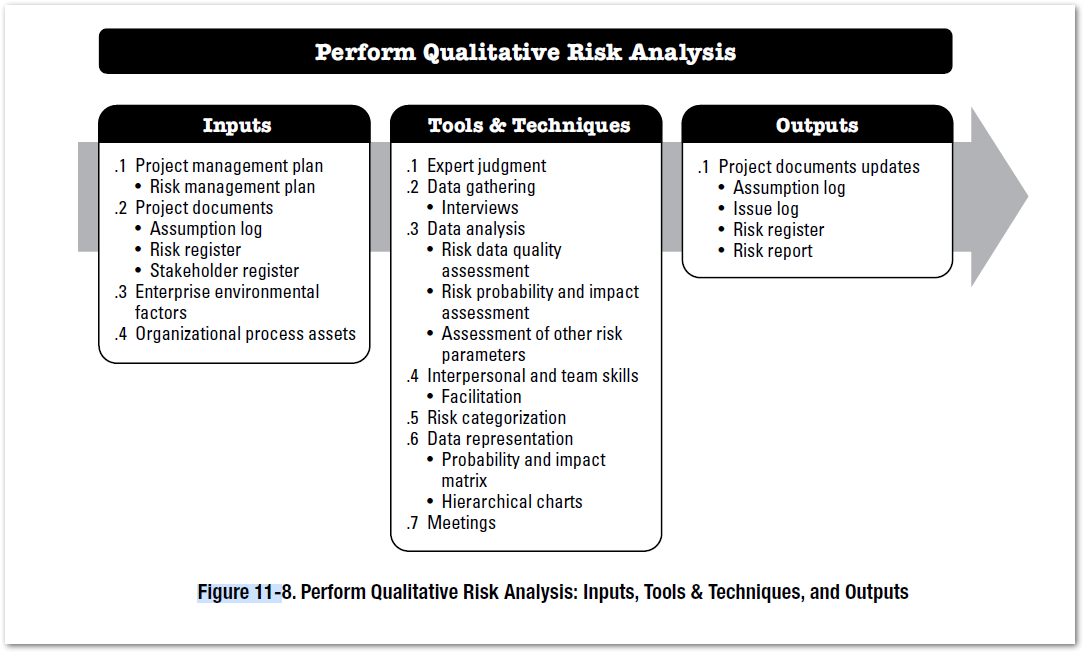 Perform Qualitative Risk Analysis
Inputs
.1 Project management plan
• Risk management plan
.2 Project documents
• Assumption log
• Risk register
• Stakeholder register
.3 Enterprise environmental
factors
.4 Organizational process assets
Tools & Techniques
.1 Expert judgment
.2 Data gathering
• Interviews
.3 Data analysis
• Risk data quality
assessment
• Risk probability and impact
assessment
• Assessment of other risk
parameters
.4 Interpersonal and team skills
• Facilitation
.5 Risk categorization
.6 Data representation
• Probability and impact
matrix
• Hierarchical charts
.7 Meetings
Outputs
.1 Project documents updates
• Assumption log
• Issue log
• Risk register
• Risk report
Figure 11-8. Perform Qualitative Risk Analysis: Inputs, Tools & Techniques, and Outputs